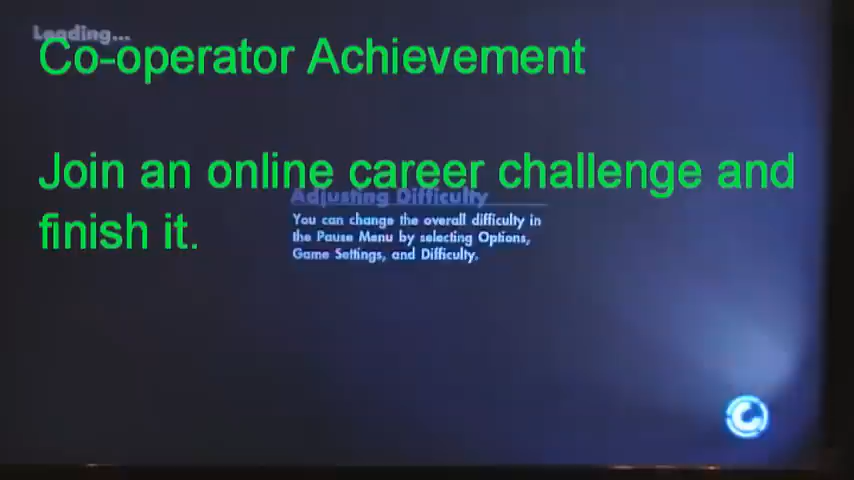 Loading...
Co-operator Achievement
Join an online career challenge and
finish it.
Adjusting Difficulty
You can change the overall difficulty in
the Pause Menu by selecting Options,
Game Settings, and Difficulty.